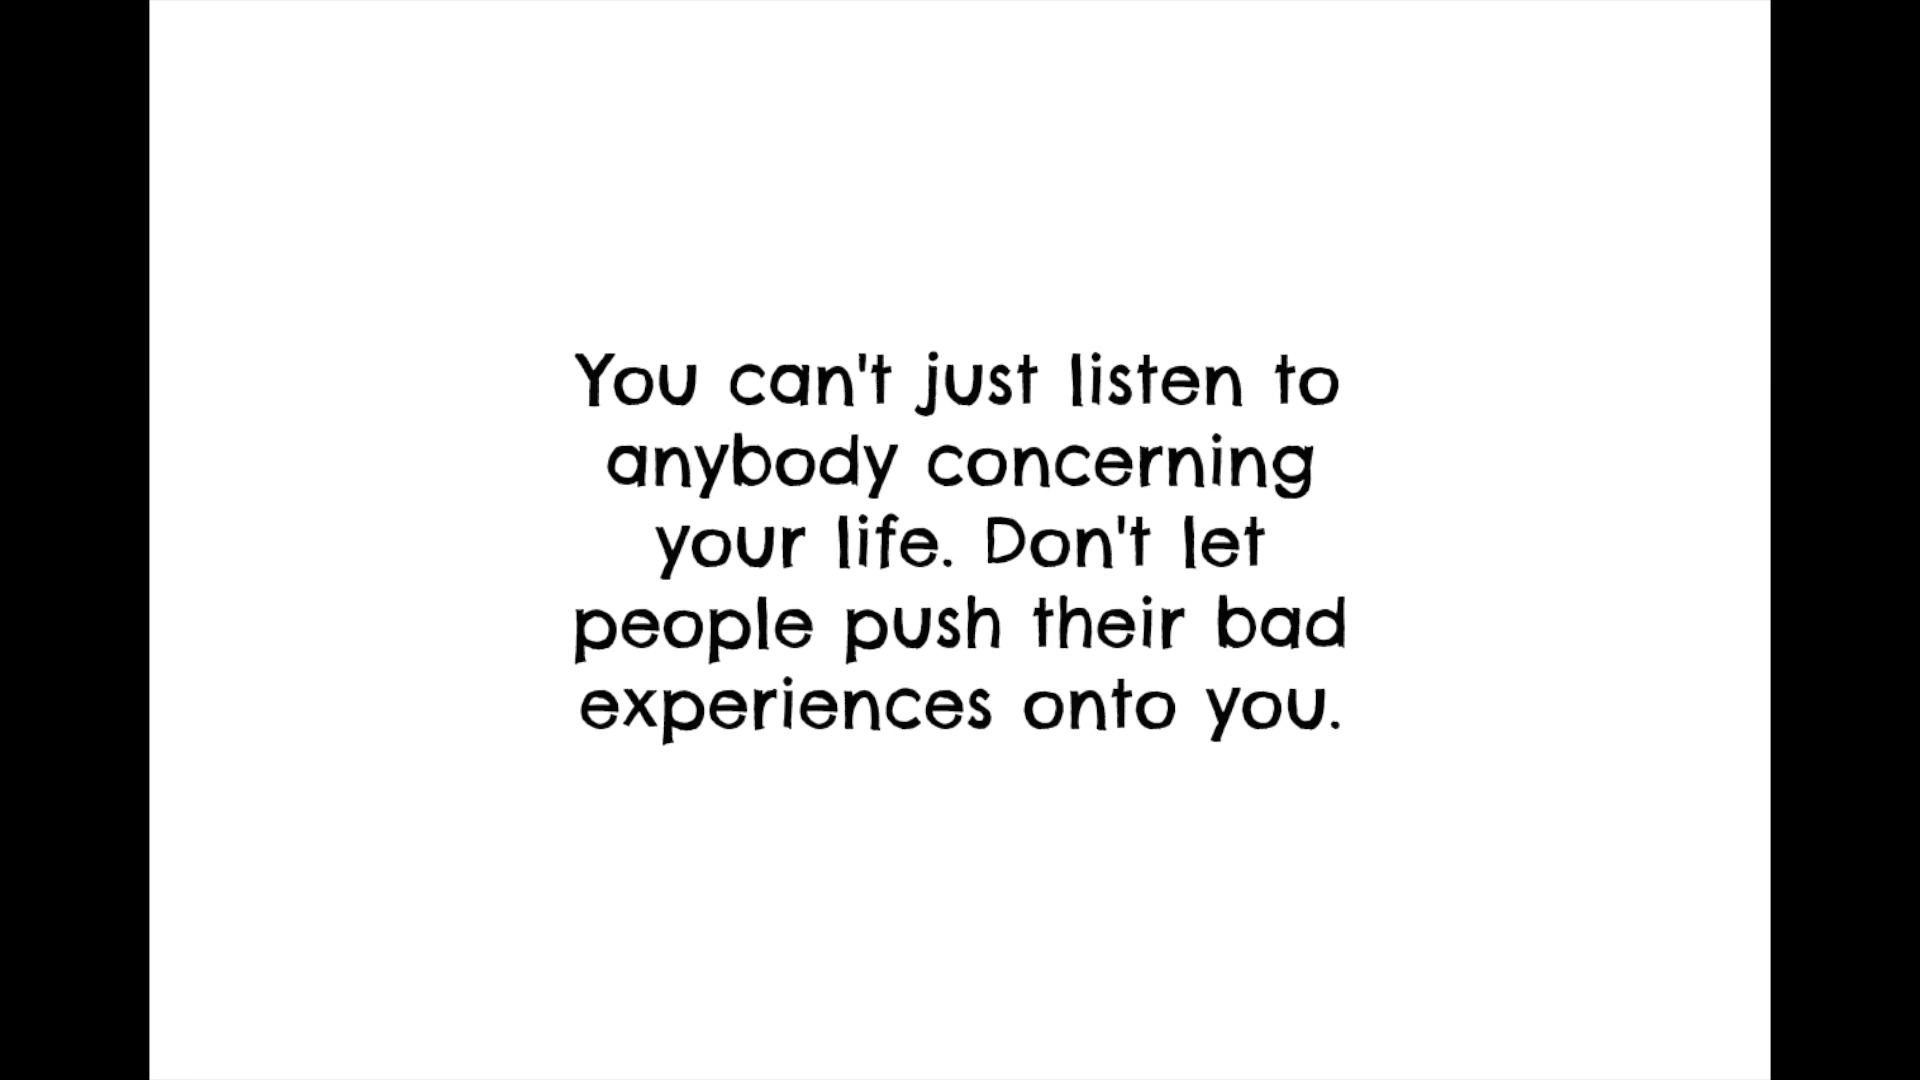 You can't just listen to
anybody concerning
your life. Don't let
people push their bad
experiences onto you.